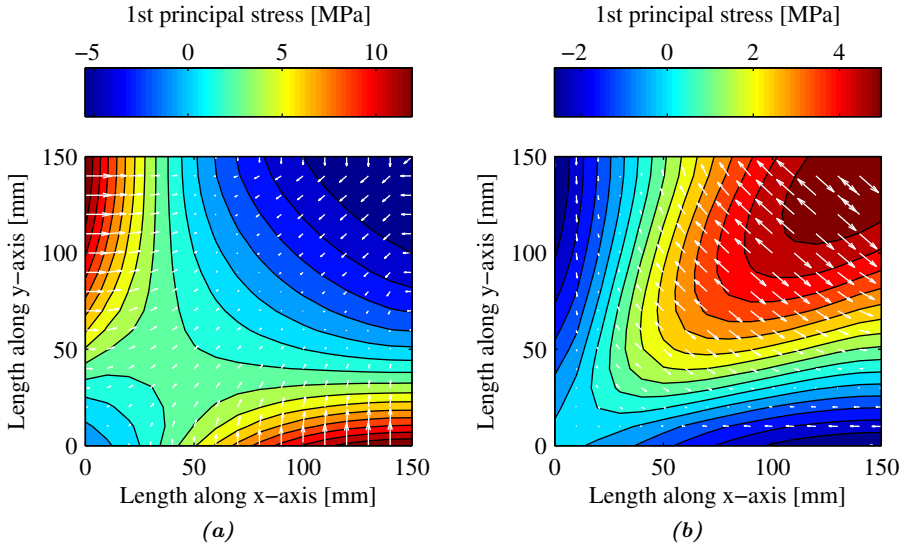 1st principal stress [MPa]
−5 0 5 10
150
100
50
0
0 50 100 150
Length along y−axis [mm]
Length along x−axis [mm]
(a)
1st principal stress [MPa]
−2 0 2 4
150
100
50
0
0 50 100 150
Length along y−axis [mm]
Length along x−axis [mm]
(b)